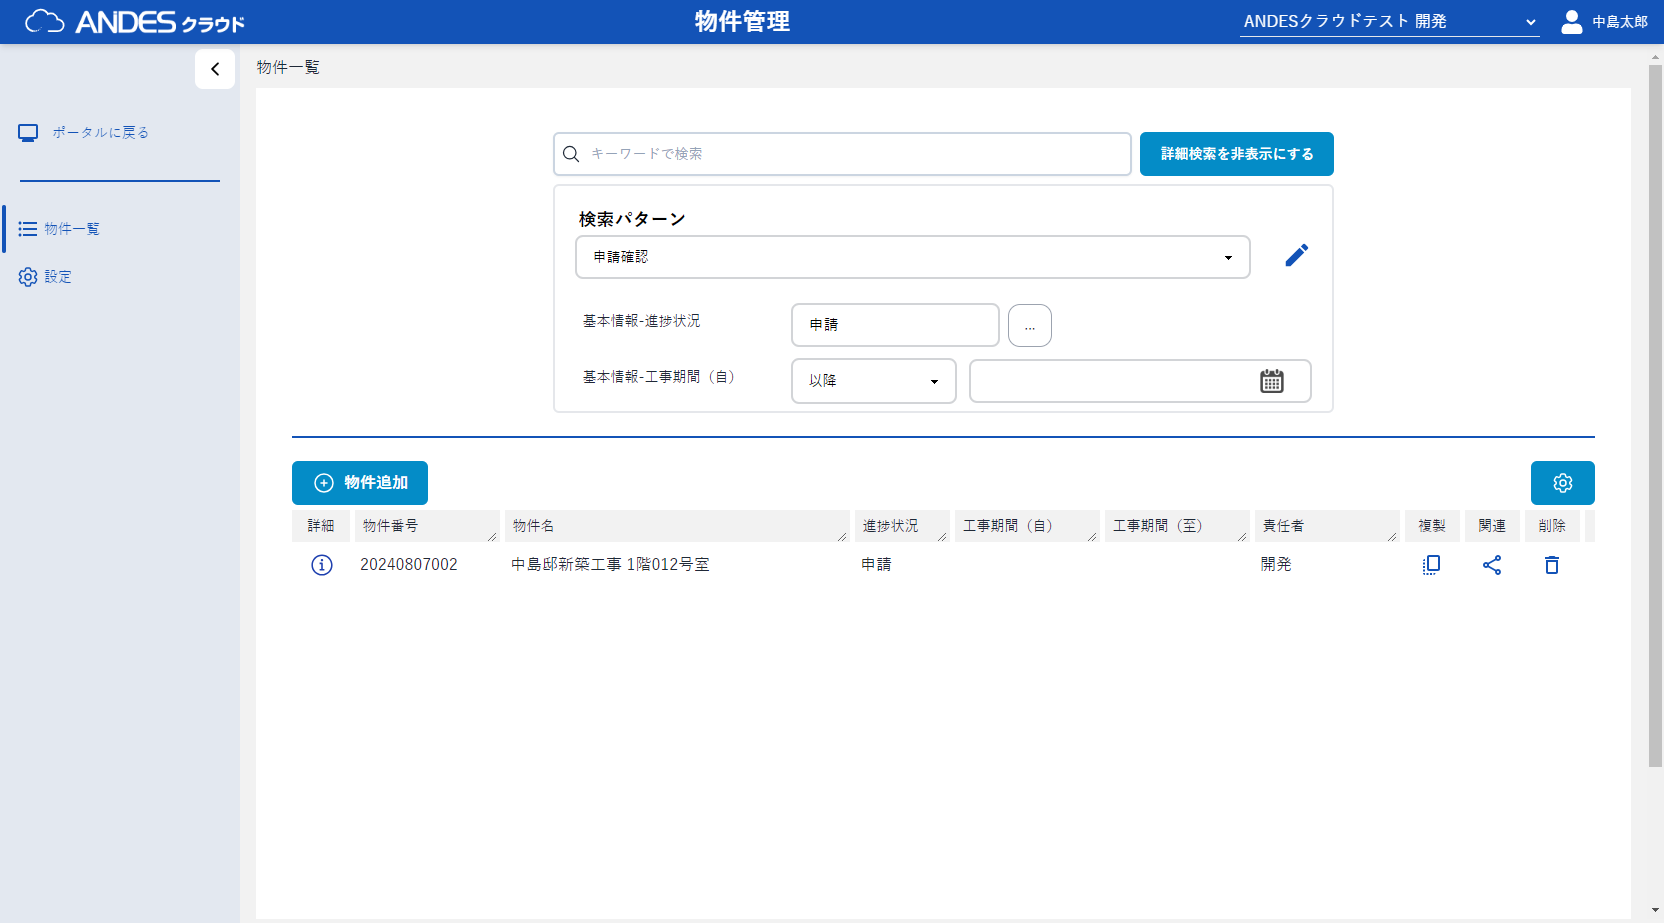 ANDES クラウド
物件管理
ANDESクラウドテスト 開発
中島太郎
物件一覧
ポータルに戻る
物件一覧
設定
キーワードで検索
詳細検索を非表示にする
検索パターン
申請確認
基本情報-進捗状況
申請
...
基本情報-工事期間（自）
以降
物件追加
詳細 物件番号 物件名 進捗状況 工事期間（自） 工事期間（至） 責任者 複製 関連 削除
20240807002 中島邸新築工事 1階012号室 申請 開発